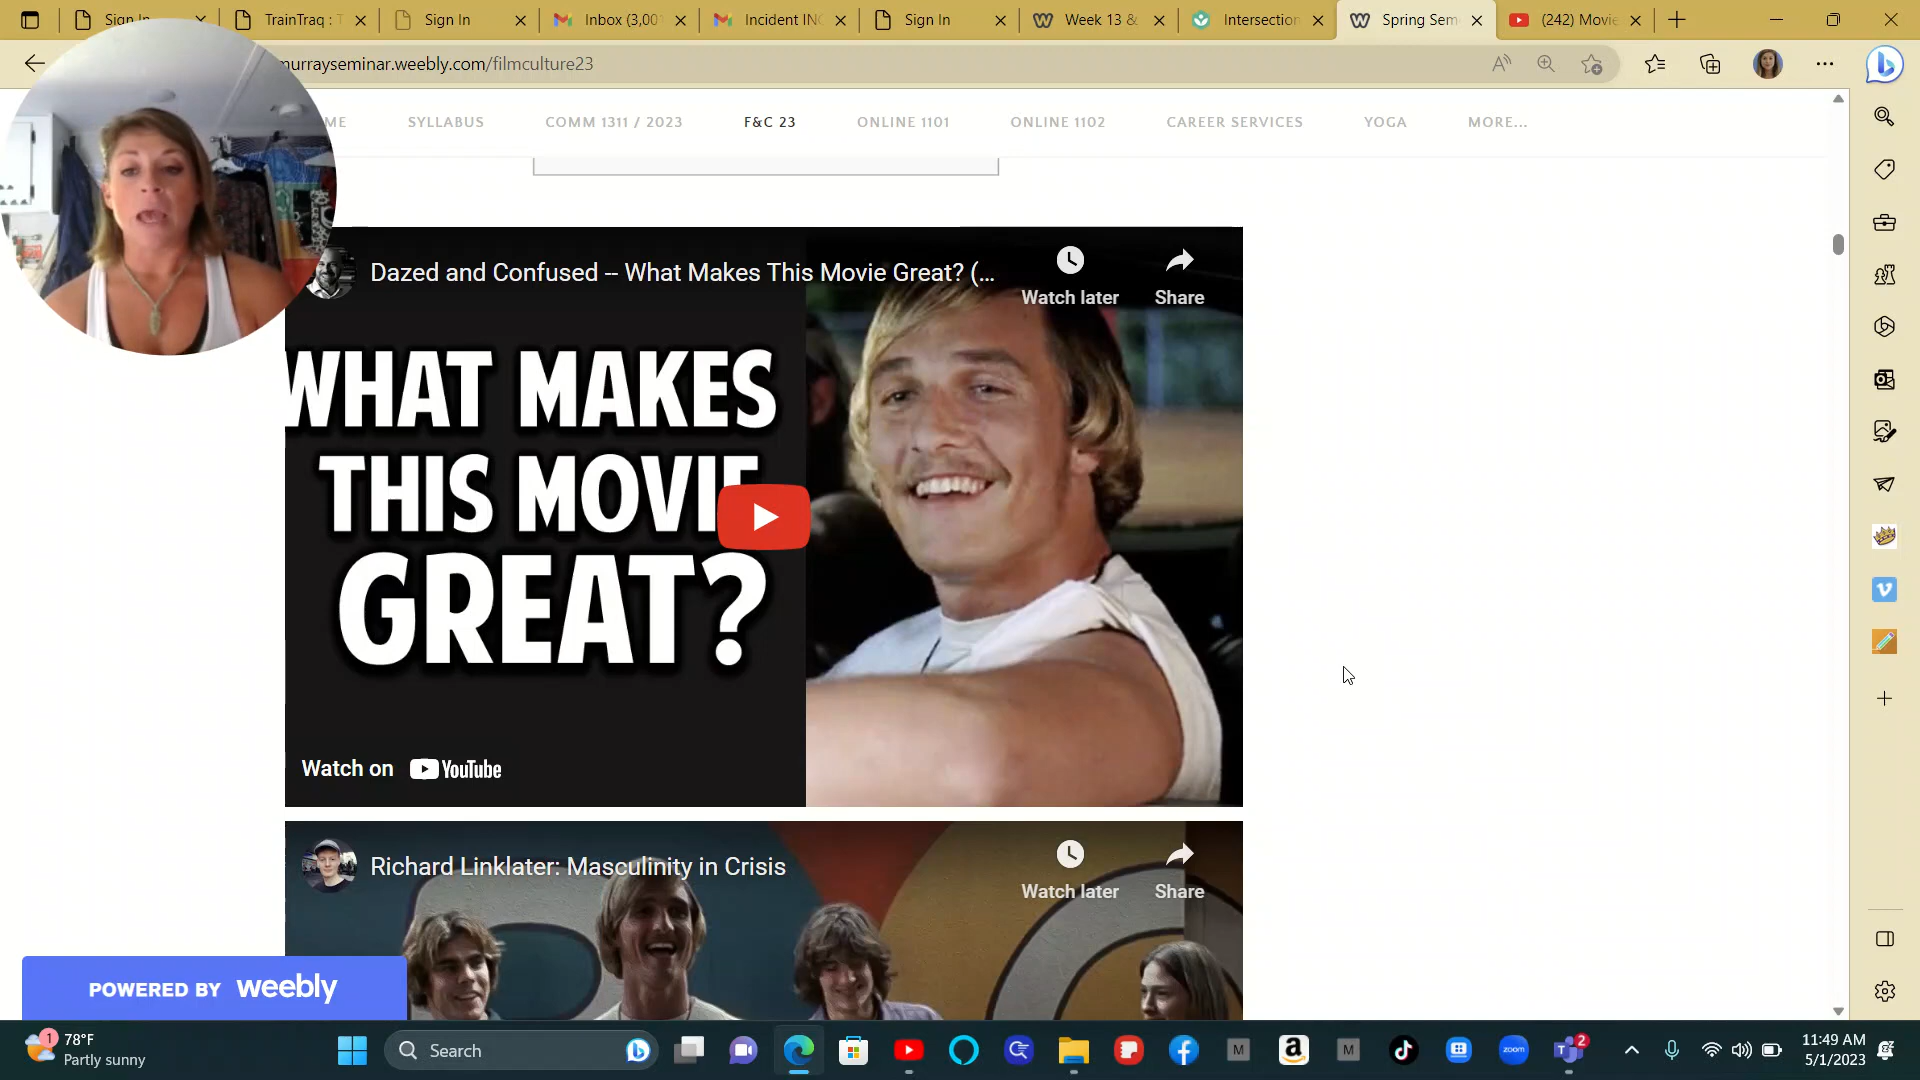 Sign In
TrainTraq : T
Sign In
Inbox (3,00
Incident INC
Sign In
Week 13 &
Intersection
Spring Sem
(242) Movie
murrayseminar.weebly.com/filmculture23
ME
SYLLABUS
COMM 1311 / 2023
F&C 23
ONLINE 1101
ONLINE 1102
CAREER SERVICES
YOGA
MORE...
Dazed and Confused -- What Makes This Movie Great? (...
Watch later
Share
WHAT MAKES
THIS MOVIE
GREAT?
Watch on YouTube
Richard Linklater: Masculinity in Crisis
Watch later
Share
POWERED BY weebly
1
78°F
Partly sunny
Search
M
a
M
zoom
T
2
11:49 AM
5/1/2023